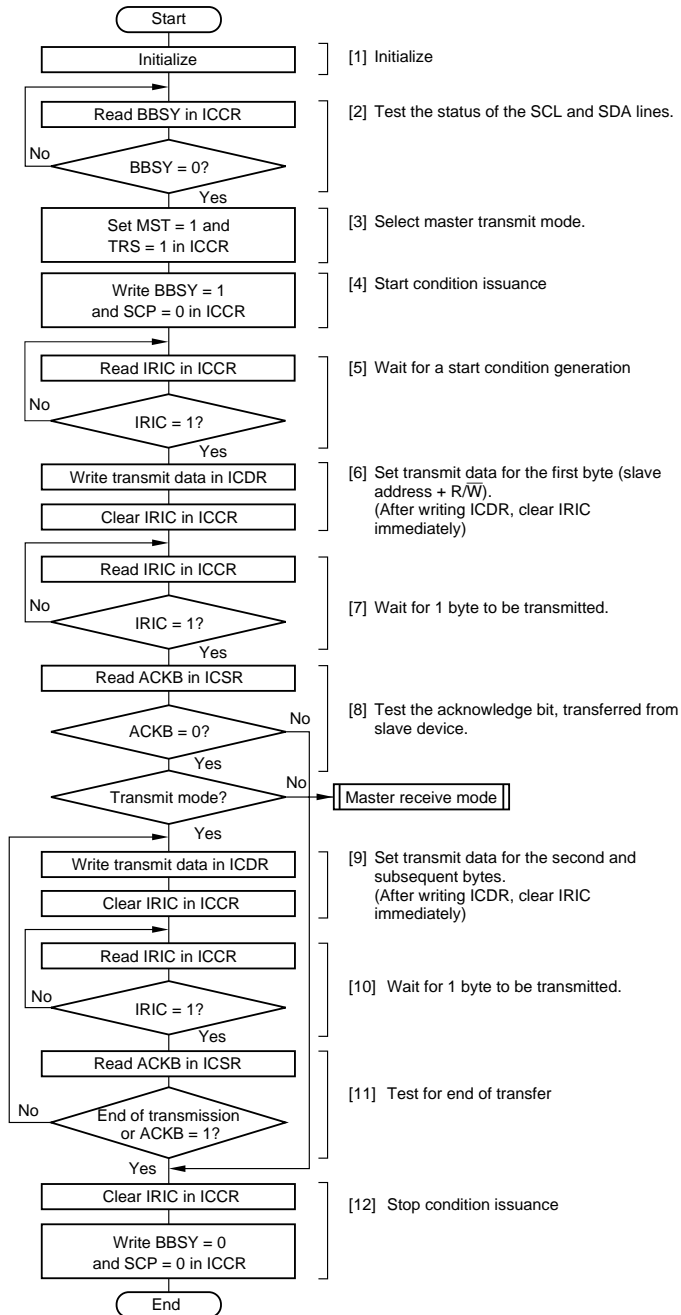 Start
Initialize
[1] Initialize
Read BBSY in ICCR
[2] Test the status of the SCL and SDA lines.
No
BBSY = 0?
Yes
Set MST = 1 and
TRS = 1 in ICCR
[3] Select master transmit mode.
Write BBSY = 1
and SCP = 0 in ICCR
[4] Start condition issuance
Read IRIC in ICCR
[5] Wait for a start condition generation
No
IRIC = 1?
Yes
Write transmit data in ICDR
Clear IRIC in ICCR
[6] Set transmit data for the first byte (slave
address + R/W̅).
(After writing ICDR, clear IRIC
immediately)
Read IRIC in ICCR
No
IRIC = 1?
[7] Wait for 1 byte to be transmitted.
Yes
Read ACKB in ICSR
[8] Test the acknowledge bit, transferred from
slave device.
No
ACKB = 0?
Yes
Transmit mode?
No
Master receive mode
Yes
Write transmit data in ICDR
Clear IRIC in ICCR
[9] Set transmit data for the second and
subsequent bytes.
(After writing ICDR, clear IRIC
immediately)
Read IRIC in ICCR
[10] Wait for 1 byte to be transmitted.
No
IRIC = 1?
Yes
Read ACKB in ICSR
[11] Test for end of transfer
No
End of transmission
or ACKB = 1?
Yes
Clear IRIC in ICCR
[12] Stop condition issuance
Write BBSY = 0
and SCP = 0 in ICCR
End